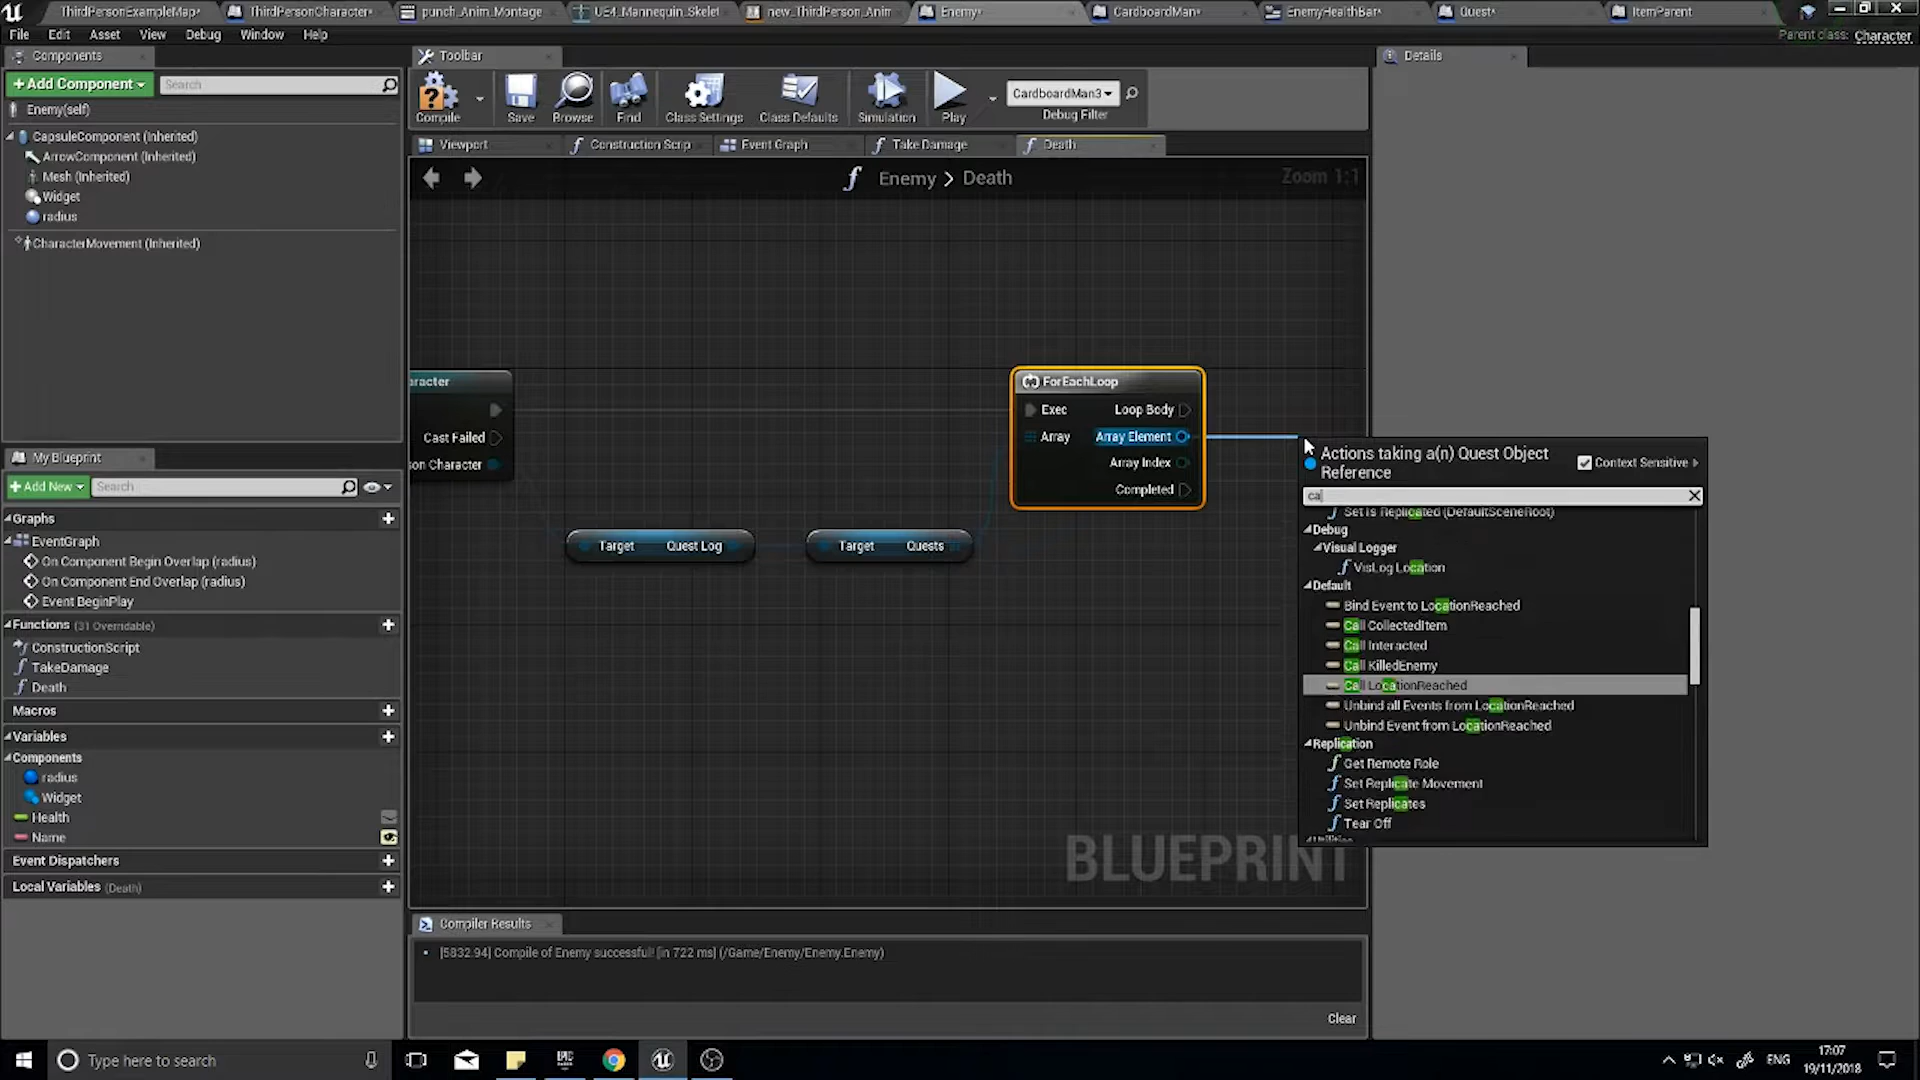 ThirdPersonExampleMap*
ThirdPersonCharacter*
punch_Anim_Montage
UE4_Mannequin_Skelet
new_ThirdPerson_Anim
Enemy*
CardboardMan*
EnemyHealthBar*
Quest*
ItemParent
File Edit Asset View Debug Window Help
Parent class: Character
Components
Toolbar
Details
+Add Component
Search
Enemy(self)
CapsuleComponent (Inherited)
ArrowComponent (Inherited)
Mesh (Inherited)
Widget
radius
CharacterMovement (Inherited)
Compile
Save
Browse
Find
Class Settings
Class Defaults
Simulation
Play
CardboardMan3
Debug Filter
Viewport
Construction Scrip
Event Graph
Take Damage
Death
Enemy > Death
Zoom 1:1
aracter
Cast Failed
son Character
Target Quest Log
Target Quests
ForEachLoop
Exec Loop Body
Array Array Element
Array Index
Completed
Actions taking a(n) Quest Object
Reference
Context Sensitive
ca
Set Is Replicated (DefaultSceneRoot)
Debug
Visual Logger
VisLog Location
Default
Bind Event to LocationReached
Call CollectedItem
Call Interacted
Call KilledEnemy
Call LocationReached
Unbind all Events from LocationReached
Unbind Event from LocationReached
Replication
Get Remote Role
Set Replicate Movement
Set Replicates
Tear Off
BLUEPRINT
My Blueprint
+Add New
Search
Graphs
EventGraph
On Component Begin Overlap (radius)
On Component End Overlap (radius)
Event BeginPlay
Functions (31 Overridable)
ConstructionScript
TakeDamage
Death
Macros
Variables
Components
radius
Widget
Health
Name
Event Dispatchers
Local Variables (Death)
Compiler Results
[5832.94] Compile of Enemy successful! [in 722 ms] (/Game/Enemy/Enemy.Enemy)
Clear
Type here to search
ENG
17:07
19/11/2018